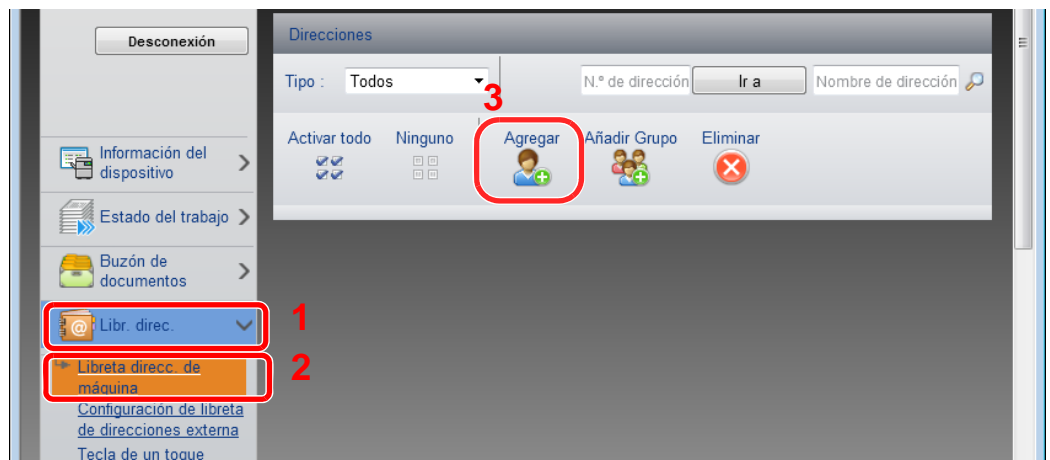 Desconexión
Información del
dispositivo
Estado del trabajo
Buzón de
documentos
Libr. direc.
1
Libreta direcc. de
máquina
2
Configuración de libreta
de direcciones externa
Tecla de un toque
Direcciones
Tipo : Todos N.º de dirección Ir a Nombre de dirección
3
Activar todo Ninguno Agregar Añadir Grupo Eliminar